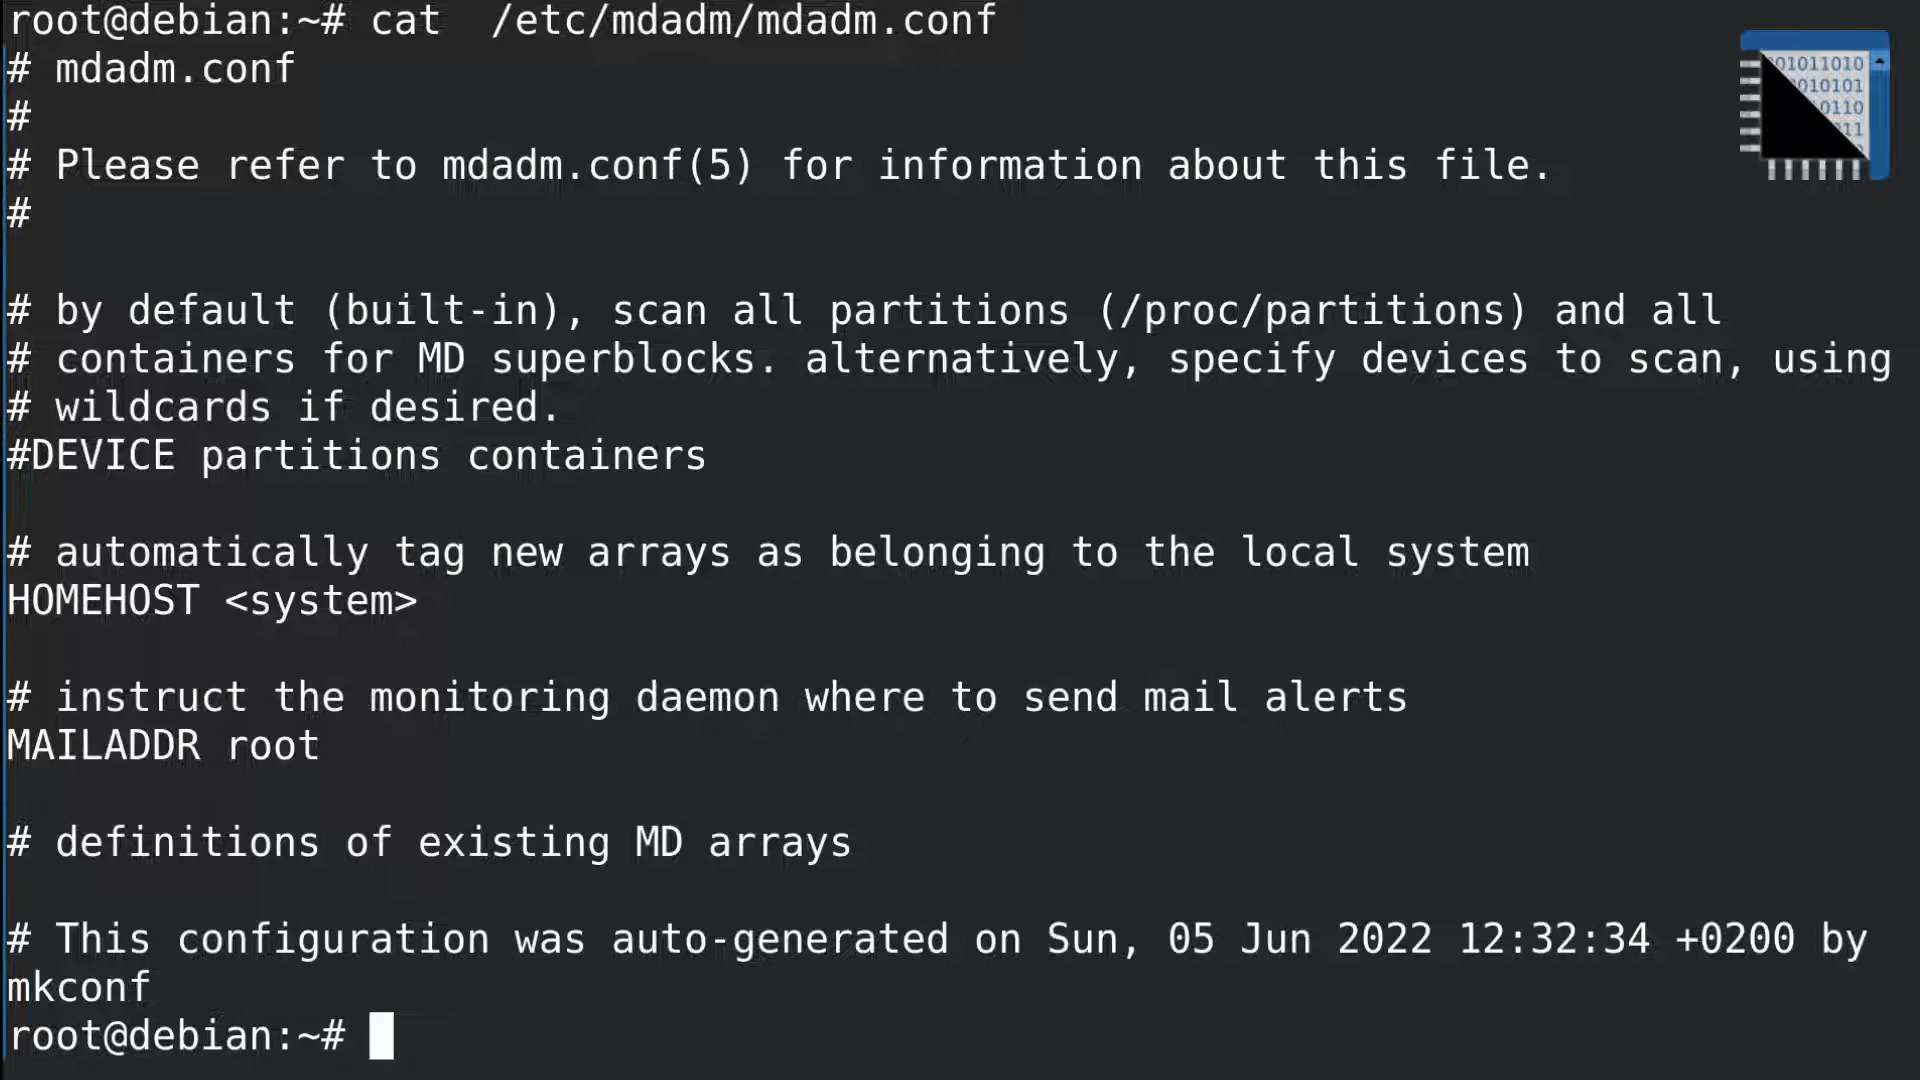 root@debian:~# cat  /etc/mdadm/mdadm.conf
# mdadm.conf
#
# Please refer to mdadm.conf(5) for information about this file.
#
# by default (built-in), scan all partitions (/proc/partitions) and all
# containers for MD superblocks. alternatively, specify devices to scan, using
# wildcards if desired.
#DEVICE partitions containers
# automatically tag new arrays as belonging to the local system
HOMEHOST <system>
# instruct the monitoring daemon where to send mail alerts
MAILADDR root
# definitions of existing MD arrays
# This configuration was auto-generated on Sun, 05 Jun 2022 12:32:34 +0200 by
mkconf
root@debian:~#